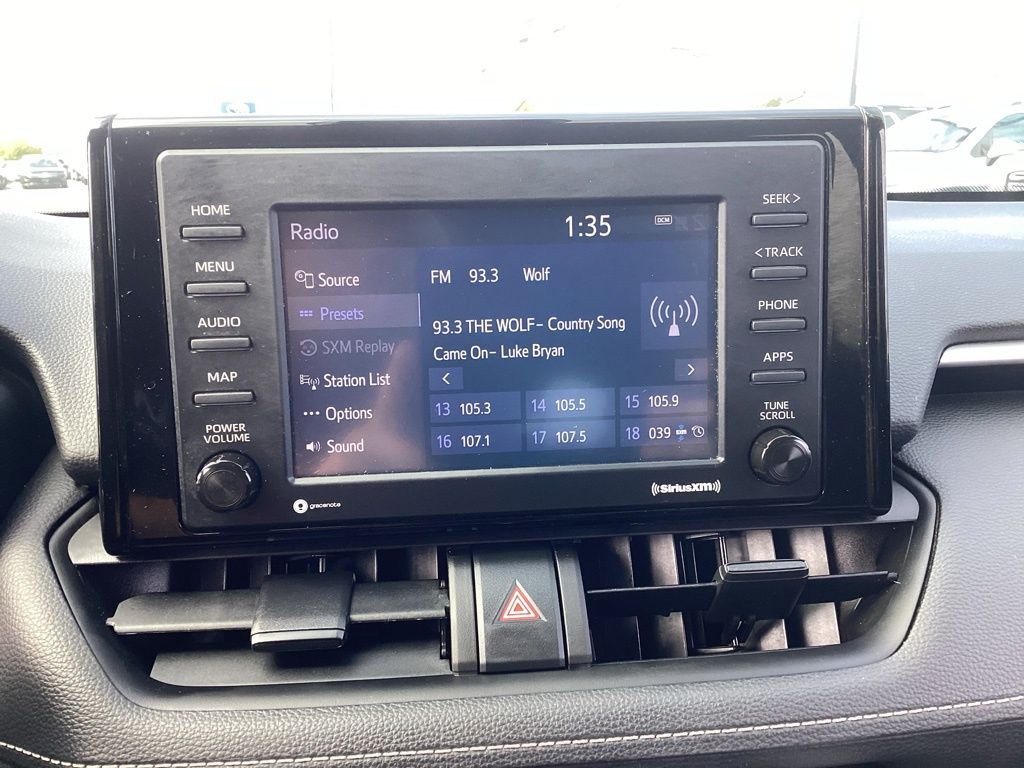 HOME
MENU
AUDIO
MAP
POWER
VOLUME
Radio
1:35
DCM
Source
Presets
SXM Replay
Station List
Options
Sound
FM 93.3 Wolf
93.3 THE WOLF- Country Song
Came On- Luke Bryan
< >
13 105.3 14 105.5 15 105.9
16 107.1 17 107.5 18 039 SXM
gracenote
((SiriusXM))
SEEK >
< TRACK
PHONE
APPS
TUNE
SCROLL